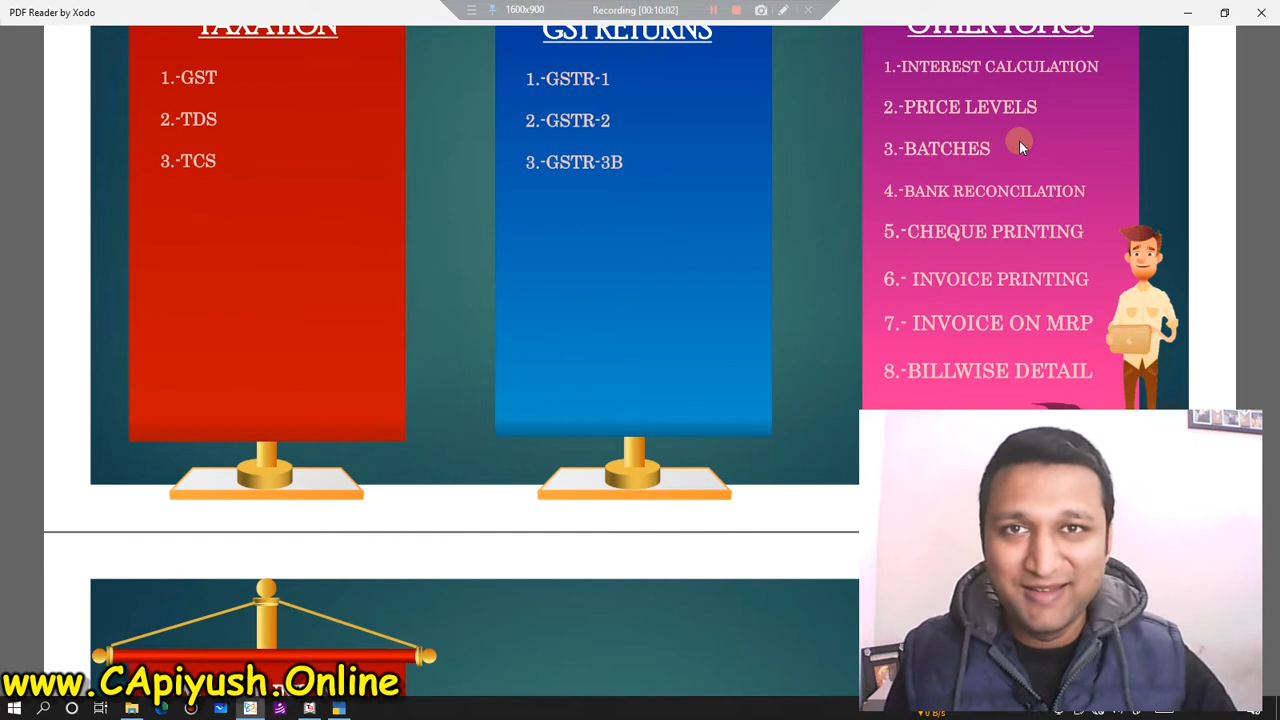 PDF Reader by Xodo
1600x900
Recording [00:10:02]
TAXATION
1.-GST
2.-TDS
3.-TCS
GST RETURNS
1.-GSTR-1
2.-GSTR-2
3.-GSTR-3B
OTHER TOPICS
1.-INTEREST CALCULATION
2.-PRICE LEVELS
3.-BATCHES
4.-BANK RECONCILATION
5.-CHEQUE PRINTING
6.- INVOICE PRINTING
7.- INVOICE ON MRP
8.-BILLWISE DETAIL
www.CApiyush.Online
0 B/s